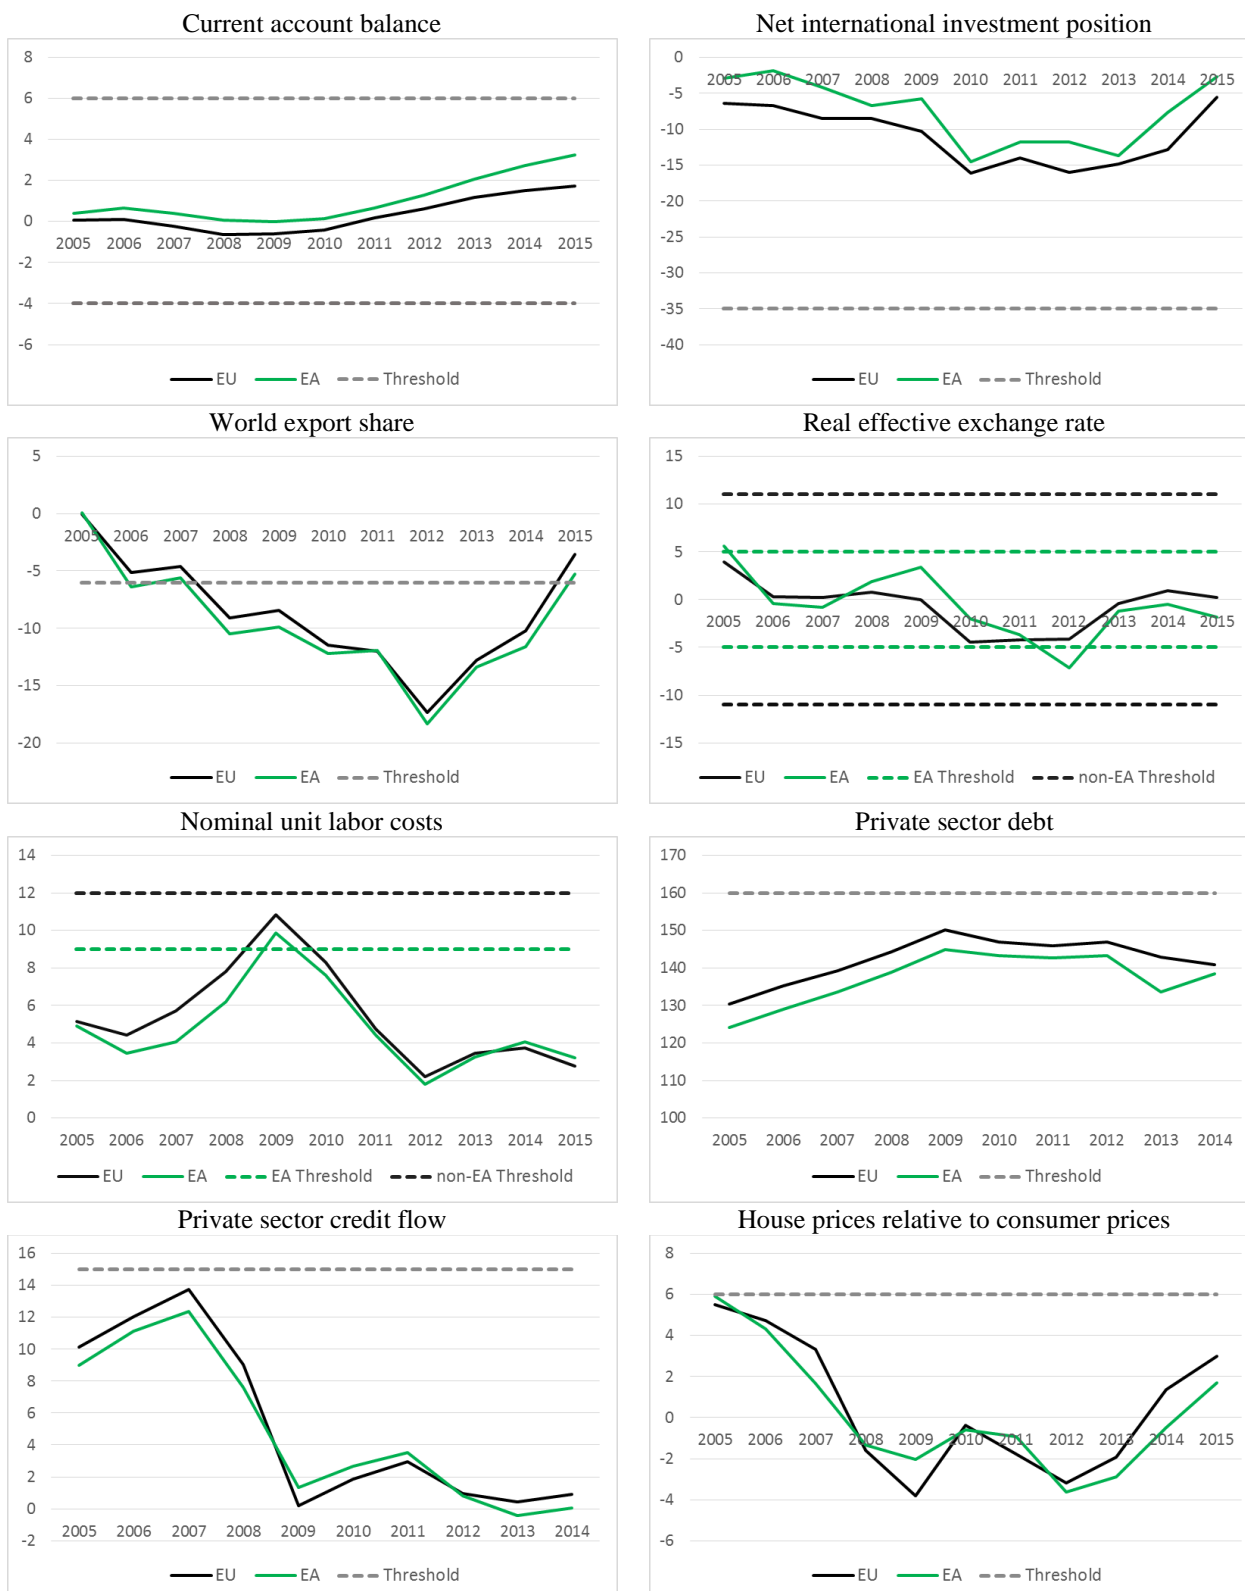 Current account balance
8
6
4
2
0
2005 2006 2007 2008 2009 2010 2011 2012 2013 2014 2015
-2
-4
-6
EU EA Threshold
Net international investment position
0
2005 2006 2007 2008 2009 2010 2011 2012 2013 2014 2015
-5
-10
-15
-20
-25
-30
-35
-40
EU EA Threshold
World export share
5
0
2005 2006 2007 2008 2009 2010 2011 2012 2013 2014 2015
-5
-10
-15
-20
EU EA Threshold
Real effective exchange rate
15
10
5
0
2005 2006 2007 2008 2009 2010 2011 2012 2013 2014 2015
-5
-10
-15
EU EA EA Threshold non-EA Threshold
Nominal unit labor costs
14
12
10
8
6
4
2
0
2005 2006 2007 2008 2009 2010 2011 2012 2013 2014 2015
EU EA EA Threshold non-EA Threshold
Private sector debt
170
160
150
140
130
120
110
100
2005 2006 2007 2008 2009 2010 2011 2012 2013 2014
EU EA Threshold
Private sector credit flow
16
14
12
10
8
6
4
2
0
2005 2006 2007 2008 2009 2010 2011 2012 2013 2014
-2
EU EA Threshold
House prices relative to consumer prices
8
6
4
2
0
2005 2006 2007 2008 2009 2010 2011 2012 2013 2014 2015
-2
-4
-6
EU EA Threshold